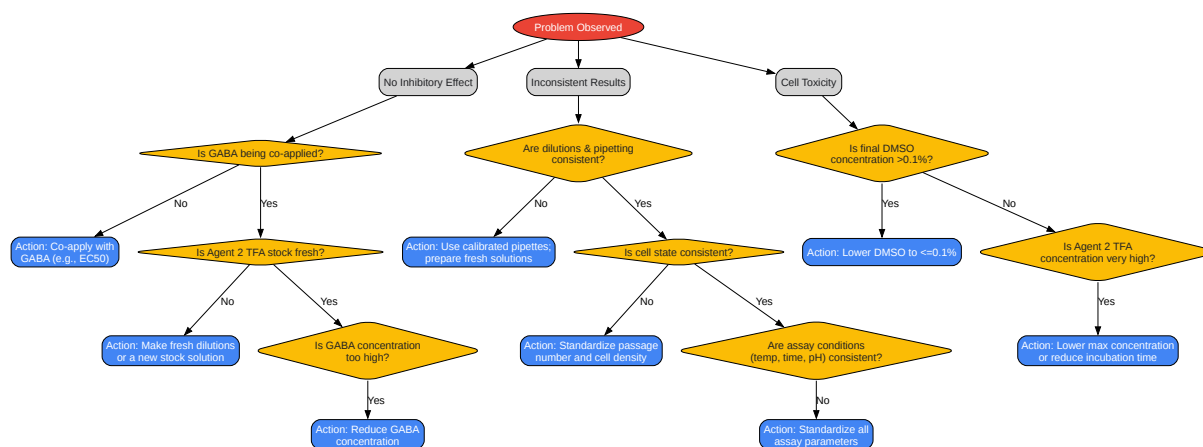 Problem Observed
No Inhibitory Effect
Inconsistent Results
Cell Toxicity
Is GABA being co-applied?
Are dilutions & pipetting
consistent?
Is final DMSO
concentration >0.1%?
No
Yes
No
Yes
Yes
No
Action: Co-apply with
GABA (e.g., EC50)
Is Agent 2 TFA stock fresh?
Action: Use calibrated pipettes;
prepare fresh solutions
Is cell state consistent?
Action: Lower DMSO to <=0.1%
Is Agent 2 TFA
concentration very high?
No
Yes
No
Yes
Yes
Action: Make fresh dilutions
or a new stock solution
Is GABA concentration
too high?
Action: Standardize passage
number and cell density
Are assay conditions
(temp, time, pH) consistent?
Action: Lower max concentration
or reduce incubation time
Yes
No
Action: Reduce GABA
concentration
Action: Standardize all
assay parameters